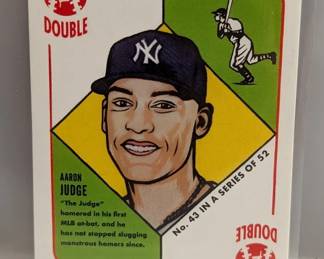 DOUBLE
NY
AARON
JUDGE
"The Judge"
homered in his first
MLB at-bat, and he
has not stopped slugging
monstrous homers since.
No. 43 IN A SERIES OF 52
DOUBLE